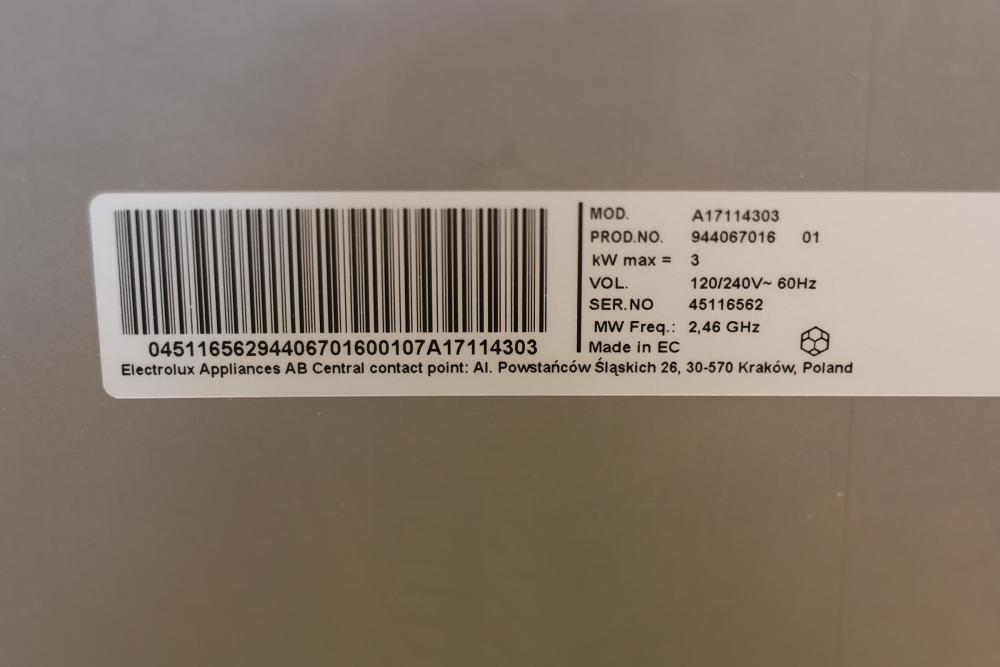 MOD. A17114303
PROD.NO. 944067016 01
kW max = 3
VOL. 120/240V~ 60Hz
SER.NO 45116562
MW Freq.: 2,46 GHz
Made in EC
04511656294406701600107A17114303
Electrolux Appliances AB Central contact point: Al. Powstańców Śląskich 26, 30-570 Kraków, Poland